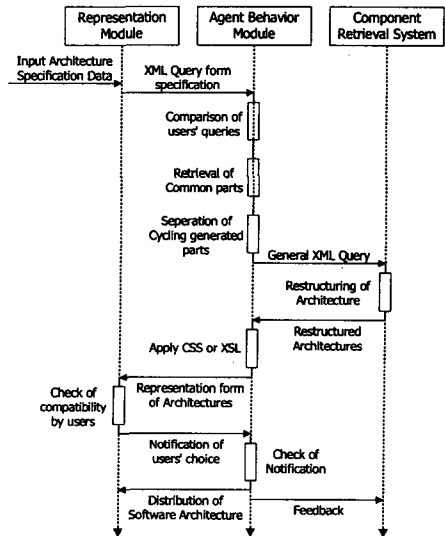 Representation
Module
Agent Behavior
Module
Component
Retrieval System
Input Architecture
Specification Data
XML Query form
specification
Comparison of
users' queries
Retrieval of
Common parts
Seperation of
Cycling generated
parts
General XML Query
Restructuring of
Architecture
Restructured
Architectures
Apply CSS or XSL
Representation form
of Architectures
Check of
compatibility
by users
Notification of
users' choice
Check of
Notification
Distribution of
Software Architecture
Feedback